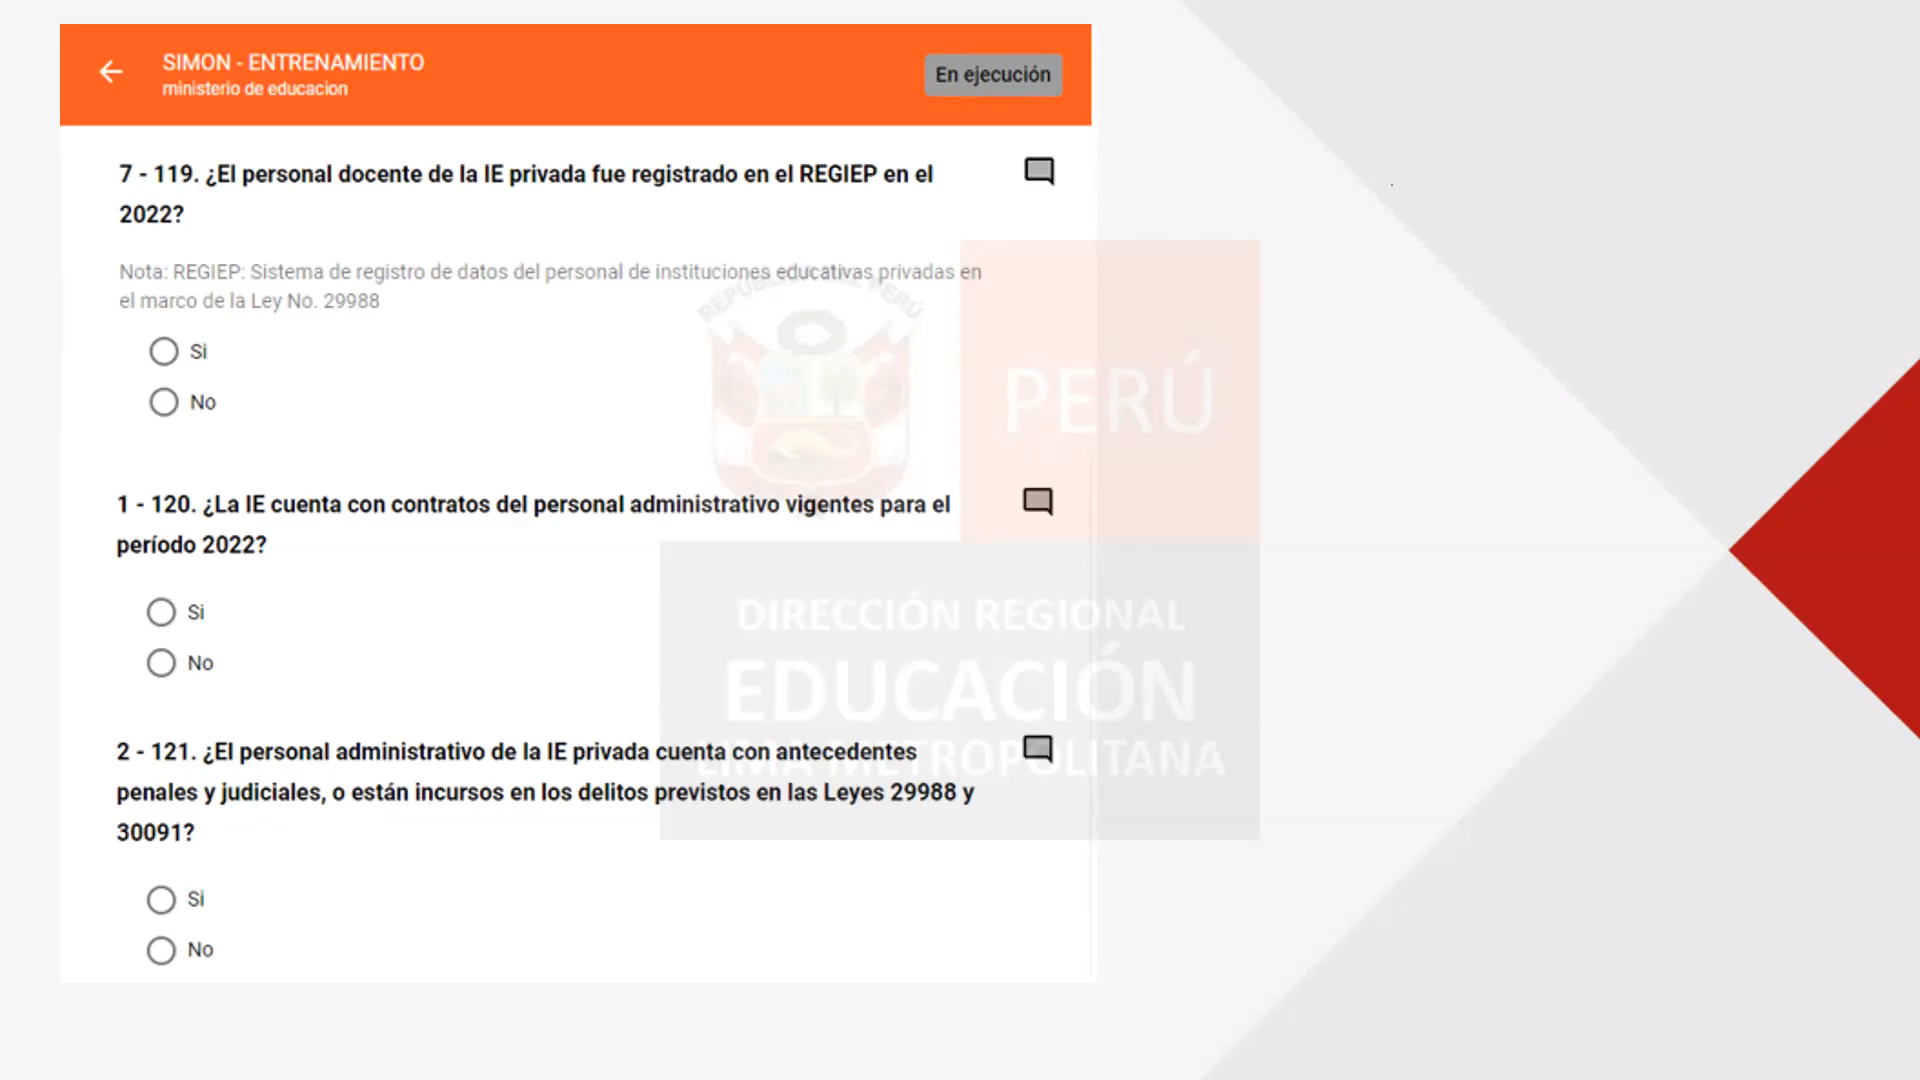 SIMON - ENTRENAMIENTO
ministerio de educacion
En ejecución
7 - 119. ¿El personal docente de la IE privada fue registrado en el REGIEP en el
2022?
Nota: REGIEP: Sistema de registro de datos del personal de instituciones educativas privadas en
el marco de la Ley No. 29988
Si
No
REPÚBLICA DEL PERÚ
PERÚ
1 - 120. ¿La IE cuenta con contratos del personal administrativo vigentes para el
período 2022?
Si
No
DIRECCIÓN REGIONAL
EDUCACIÓN
LIMA METROPOLITANA
2 - 121. ¿El personal administrativo de la IE privada cuenta con antecedentes
penales y judiciales, o están incursos en los delitos previstos en las Leyes 29988 y
30091?
Si
No